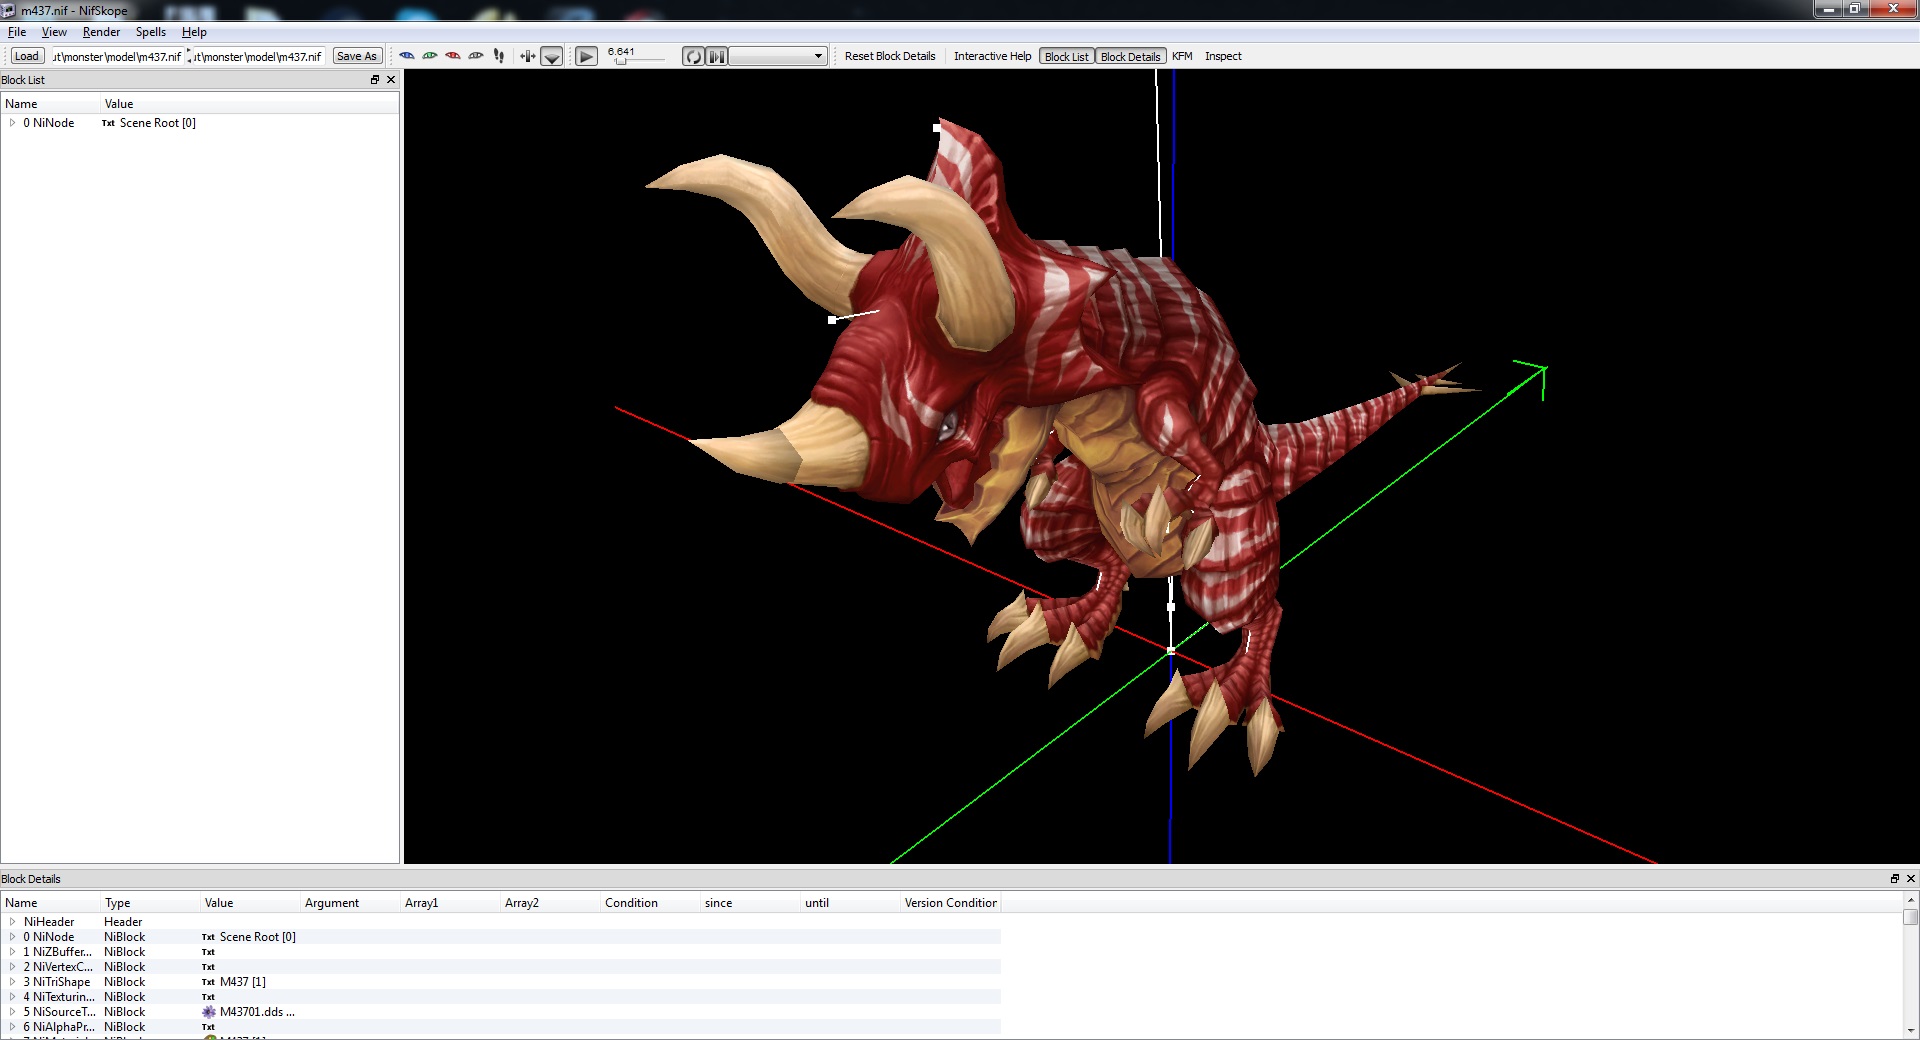 m437.nif - NifSkope
File View Render Spells Help
Load ut\monster\model\m437.nif ut\monster\model\m437.nif Save As 6.641 Reset Block Details Interactive Help Block List Block Details KFM Inspect
Block List
Name Value
0 NiNode Txt Scene Root [0]
Block Details
Name Type Value Argument Array1 Array2 Condition since until Version Condition
NiHeader Header
0 NiNode NiBlock Txt Scene Root [0]
1 NiZBuffer... NiBlock Txt
2 NiVertexC... NiBlock Txt
3 NiTriShape NiBlock Txt M437 [1]
4 NiTexturin... NiBlock Txt
5 NiSourceT... NiBlock M43701.dds ...
6 NiAlphaPr... NiBlock Txt